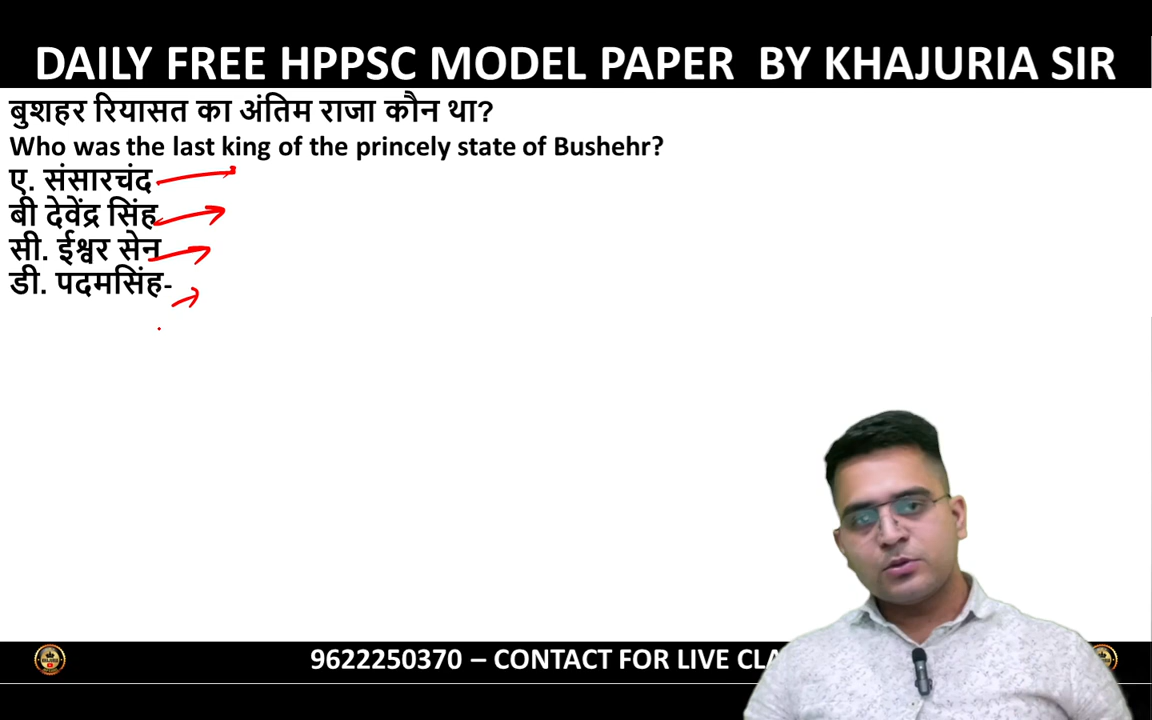 DAILY FREE HPPSC MODEL PAPER BY KHAJURIA SIR
बुशहर रियासत का अंतिम राजा कौन था?
Who was the last king of the princely state of Bushehr?
ए. संसारचंद
बी देवेंद्र सिंह
सी. ईश्वर सेन
डी. पदमसिंह-
9622250370 – CONTACT FOR LIVE